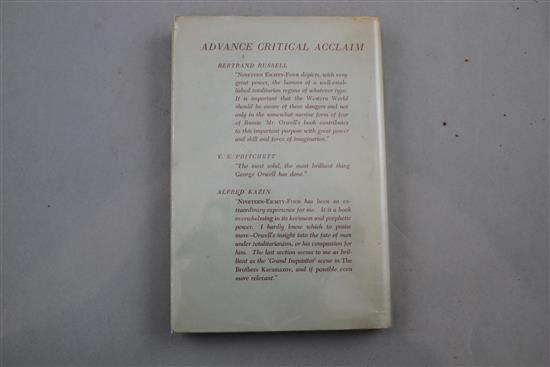 ADVANCE CRITICAL ACCLAIM
BERTRAND RUSSELL
"NINETEEN EIGHTY-FOUR depicts, with very
great power, the horrors of a well-estab-
lished totalitarian regime of whatever type.
It is important that the Western World
should be aware of these dangers and not
only in the somewhat narrow form of fear
of Russia. Mr. Orwell's book contributes
to this important purpose with great power
and skill and force of imagination."
V. S. PRITCHETT
"The most solid, the most brilliant thing
George Orwell has done."
ALFRED KAZIN
"NINETEEN-EIGHTY-FOUR has been an ex-
traordinary experience for me. It is a book
overwhelming in its keenness and prophetic
power. I hardly know which to praise
more—Orwell's insight into the fate of man
under totalitarianism, or his compassion for
him. The last section seems to me as bril-
liant as the 'Grand Inquisitor' scene in The
Brothers Karamazov, and if possible even
more relevant."